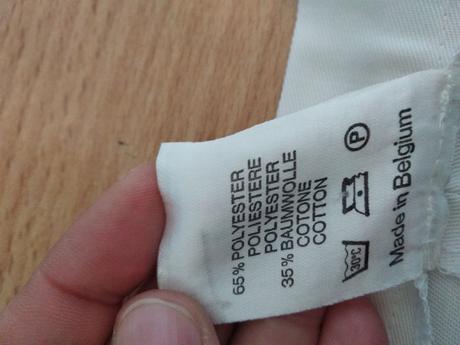 65% POLYESTER
POLIESTERE
POLYESTER
35% BAUMWOLLE
COTONE
COTTON
30°C
P
Made in Belgium